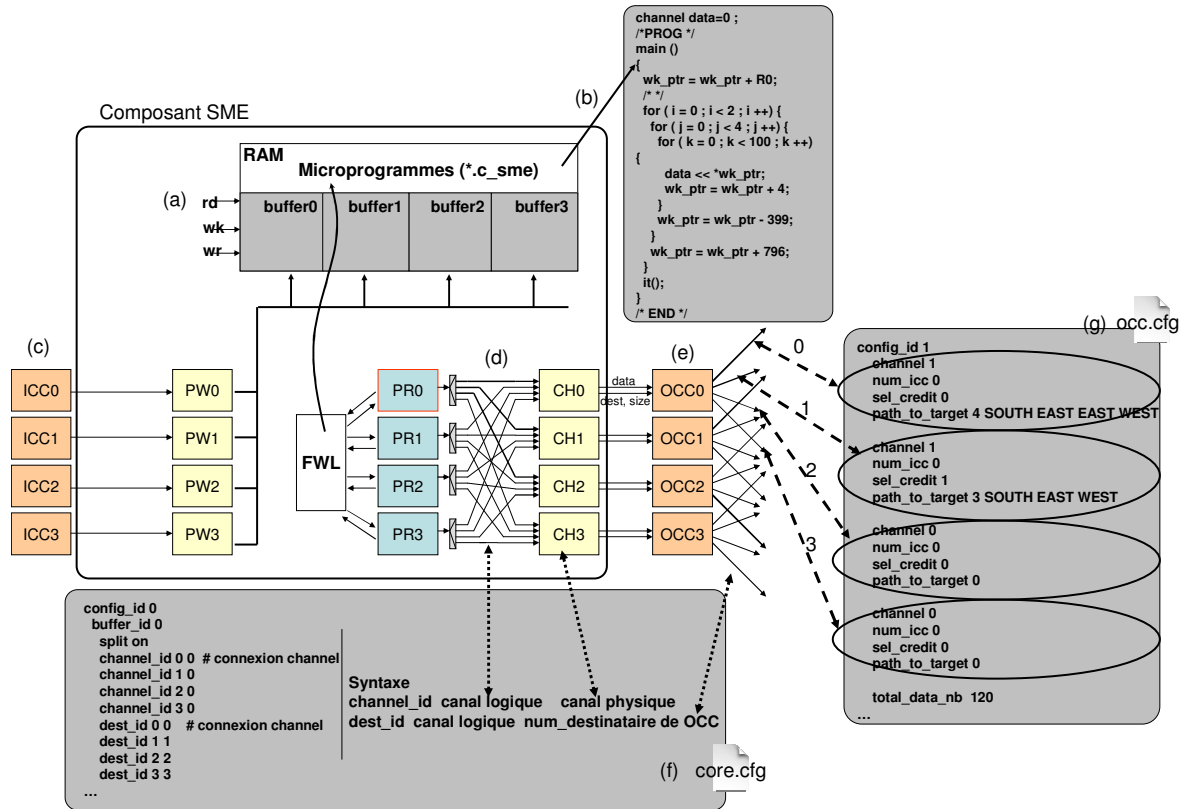 channel data=0 ;
/*PROG */
main ()
{
wk_ptr = wk_ptr + R0;
/* */
for ( i = 0 ; i < 2 ; i ++) {
for ( j = 0 ; j < 4 ; j ++) {
for ( k = 0 ; k < 100 ; k ++)
{
data << *wk_ptr;
wk_ptr = wk_ptr + 4;
}
wk_ptr = wk_ptr - 399;
}
wk_ptr = wk_ptr + 796;
}
it();
}
/* END */
(b)
Composant SME
RAM
Microprogrammes (*.c_sme)
(a)
rd
wk
wr
buffer0 buffer1 buffer2 buffer3
(c)
ICC0
ICC1
ICC2
ICC3
PW0
PW1
PW2
PW3
FWL
PR0
PR1
PR2
PR3
(d)
CH0
CH1
CH2
CH3
data
dest, size
(e)
OCC0
OCC1
OCC2
OCC3
0
1
2
3
(g) occ.cfg
config_id 1
channel 1
num_icc 0
sel_credit 0
path_to_target 4 SOUTH EAST EAST WEST
channel 1
num_icc 0
sel_credit 1
path_to_target 3 SOUTH EAST WEST
channel 0
num_icc 0
sel_credit 0
path_to_target 0
channel 0
num_icc 0
sel_credit 0
path_to_target 0
total_data_nb 120
...
config_id 0
buffer_id 0
split on
channel_id 0 0 # connexion channel
channel_id 1 0
channel_id 2 0
channel_id 3 0
dest_id 0 0 # connexion channel
dest_id 1 1
dest_id 2 2
dest_id 3 3
...
Syntaxe
channel_id canal logique canal physique
dest_id canal logique num_destinataire de OCC
(f) core.cfg